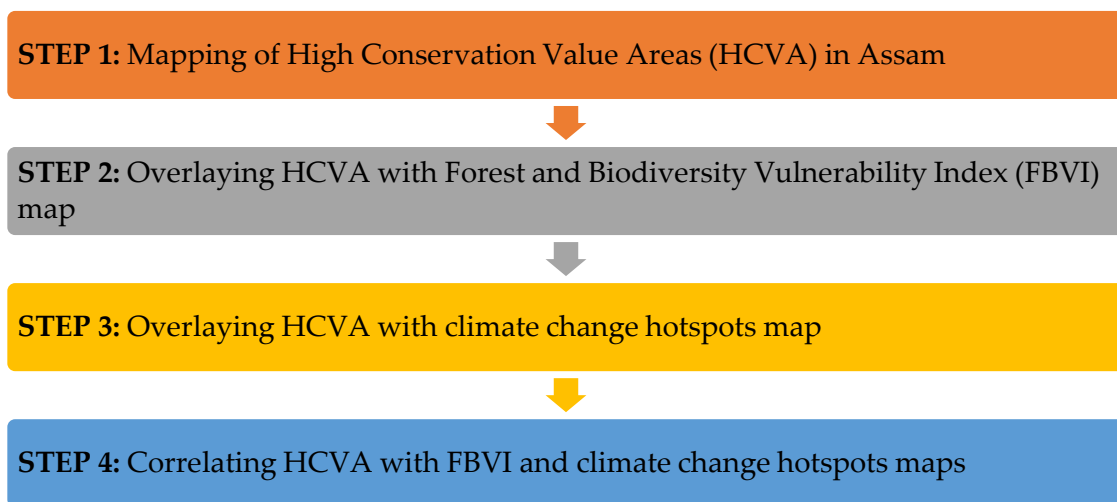 STEP 1: Mapping of High Conservation Value Areas (HCVA) in Assam
STEP 2: Overlaying HCVA with Forest and Biodiversity Vulnerability Index (FBVI)
map
STEP 3: Overlaying HCVA with climate change hotspots map
STEP 4: Correlating HCVA with FBVI and climate change hotspots maps